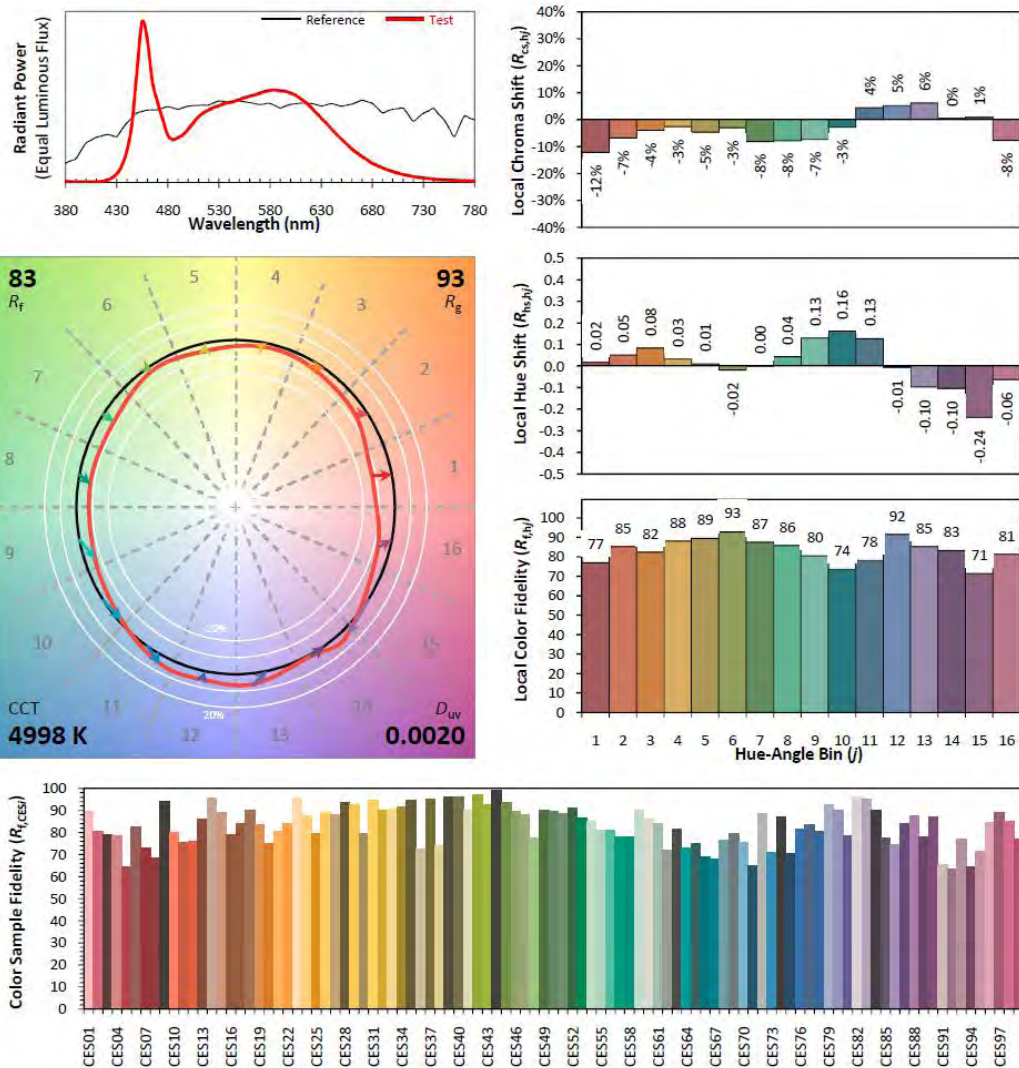 Radiant Power
(Equal Luminous Flux)
Reference
Test
380 430 480 530 580 630 680 730 780
Wavelength (nm)
Local Chroma Shift (Rcs,hj)
40%
30%
20%
10%
0%
-10%
-20%
-30%
-40%
-12% -7% -4% -3% -5% -3% -8% -8% -7% -3% 4% 5% 6% 0% 1% -8%
83
Rf
93
Rg
1 2 3 4 5 6 7 8 9 10 11 12 13 14 15 16
20%
CCT
4998 K
Duv
0.0020
Local Hue Shift (Rhs,hj)
0.5
0.4
0.3
0.2
0.1
0.0
-0.1
-0.2
-0.3
-0.4
-0.5
0.02 0.05 0.08 0.03 0.01 -0.02 0.00 0.04 0.13 0.16 0.13 -0.01 -0.10 -0.10 -0.24 -0.06
Local Color Fidelity (Rf,hj)
100
90
80
70
60
50
40
30
20
10
0
77 85 82 88 89 93 87 86 80 74 78 92 85 83 71 81
1 2 3 4 5 6 7 8 9 10 11 12 13 14 15 16
Hue-Angle Bin (j)
Color Sample Fidelity (Rf,CESi)
100
90
80
70
60
50
40
30
20
10
0
CES01 CES04 CES07 CES10 CES13 CES16 CES19 CES22 CES25 CES28 CES31 CES34 CES37 CES40 CES43 CES46 CES49 CES52 CES55 CES58 CES61 CES64 CES67 CES70 CES73 CES76 CES79 CES82 CES85 CES88 CES91 CES94 CES97